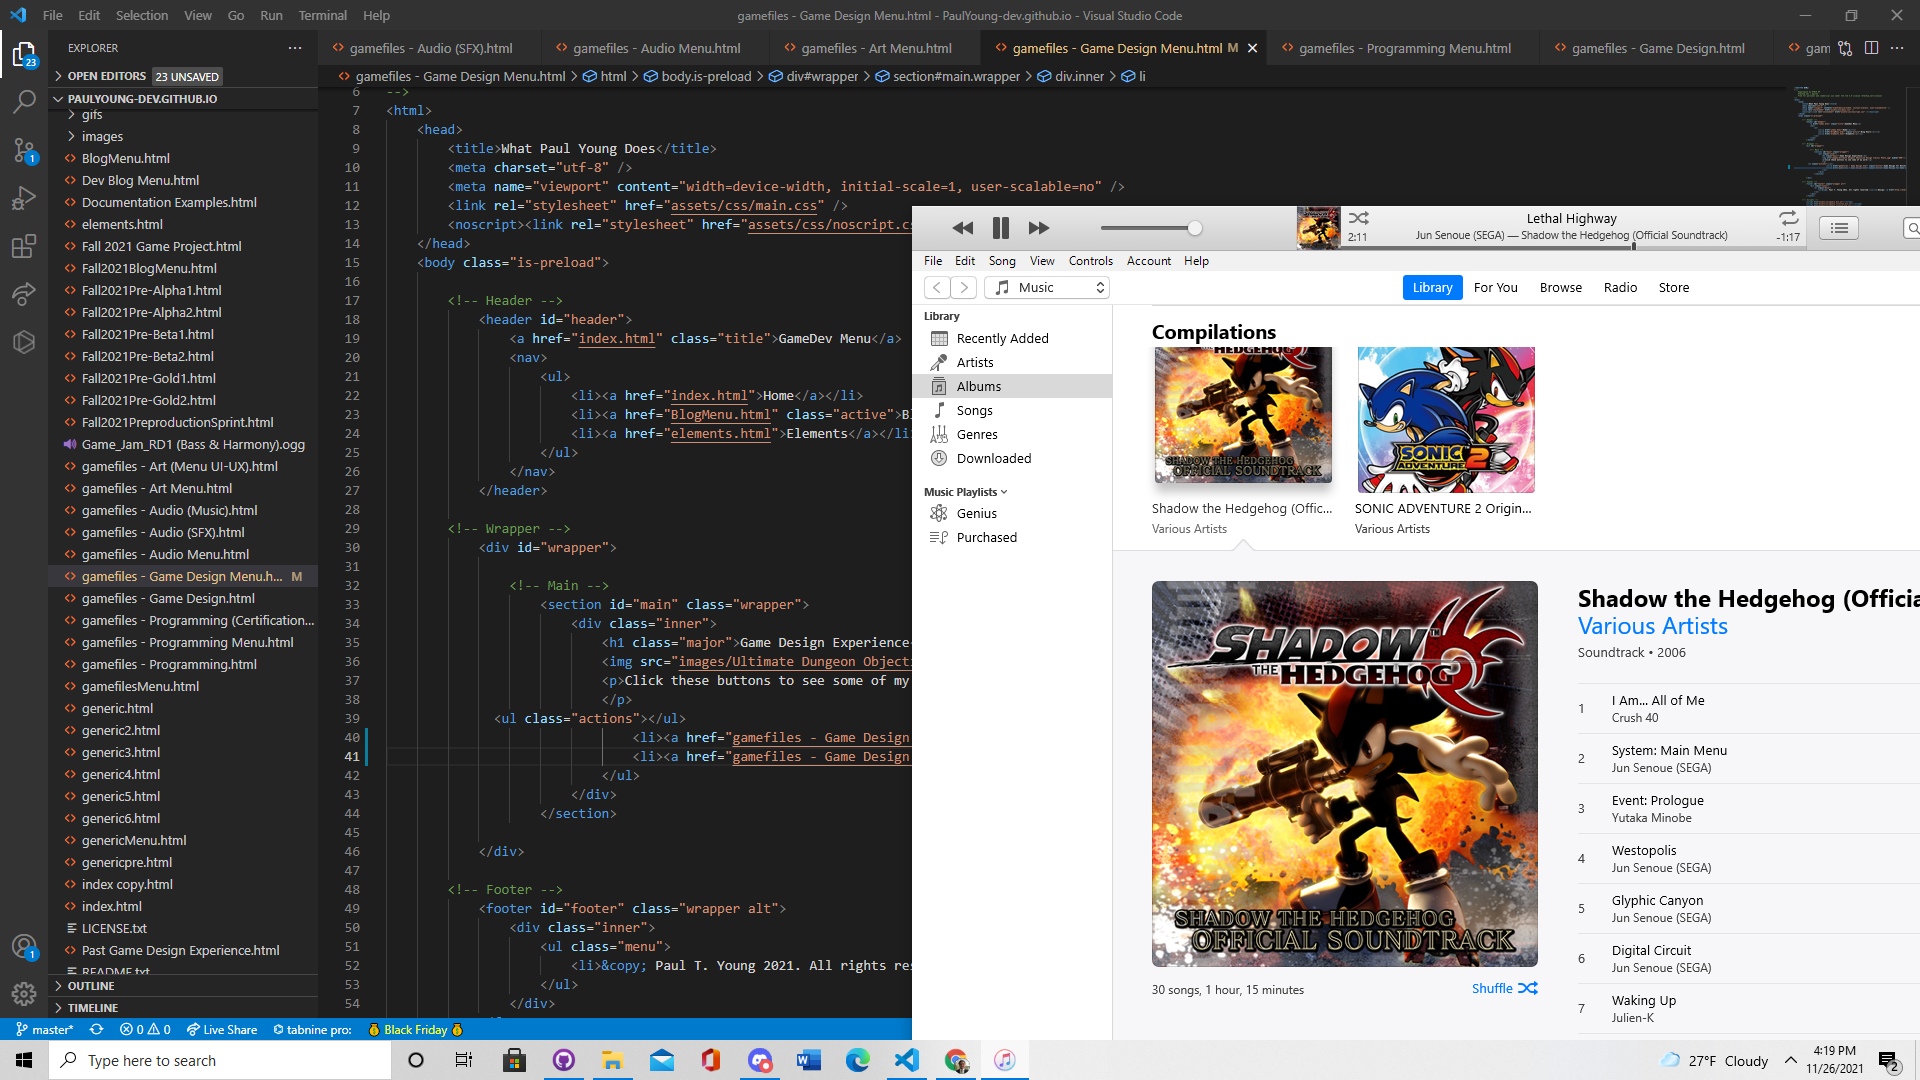 File Edit Selection View Go Run Terminal Help
gamefiles - Game Design Menu.html - PaulYoung-dev.github.io - Visual Studio Code
EXPLORER
OPEN EDITORS 23 UNSAVED
PAULYOUNG-DEV.GITHUB.IO
gifs
images
BlogMenu.html
Dev Blog Menu.html
Documentation Examples.html
elements.html
Fall 2021 Game Project.html
Fall2021BlogMenu.html
Fall2021Pre-Alpha1.html
Fall2021Pre-Alpha2.html
Fall2021Pre-Beta1.html
Fall2021Pre-Beta2.html
Fall2021Pre-Gold1.html
Fall2021Pre-Gold2.html
Fall2021PreproductionSprint.html
Game_Jam_RD1 (Bass & Harmony).ogg
gamefiles - Art (Menu UI-UX).html
gamefiles - Art Menu.html
gamefiles - Audio (Music).html
gamefiles - Audio (SFX).html
gamefiles - Audio Menu.html
gamefiles - Game Design Menu.h... M
gamefiles - Game Design.html
gamefiles - Programming (Certification...
gamefiles - Programming Menu.html
gamefiles - Programming.html
gamefilesMenu.html
generic.html
generic2.html
generic3.html
generic4.html
generic5.html
generic6.html
genericMenu.html
genericpre.html
index copy.html
index.html
LICENSE.txt
Past Game Design Experience.html
README.txt
OUTLINE
TIMELINE
23
1
1
gamefiles - Audio (SFX).html
gamefiles - Audio Menu.html
gamefiles - Art Menu.html
gamefiles - Game Design Menu.html M
gamefiles - Programming Menu.html
gamefiles - Game Design.html
gam
gamefiles - Game Design Menu.html > html > body.is-preload > div#wrapper > section#main.wrapper > div.inner > li
6 -->
7 <html>
8 <head>
9 <title>What Paul Young Does</title>
10 <meta charset="utf-8" />
11 <meta name="viewport" content="width=device-width, initial-scale=1, user-scalable=no" />
12 <link rel="stylesheet" href="assets/css/main.css" />
13 <noscript><link rel="stylesheet" href="assets/css/noscript.cs
14 </head>
15 <body class="is-preload">
16
17 <!-- Header -->
18 <header id="header">
19 <a href="index.html" class="title">GameDev Menu</a>
20 <nav>
21 <ul>
22 <li><a href="index.html">Home</a></li>
23 <li><a href="BlogMenu.html" class="active">Bl
24 <li><a href="elements.html">Elements</a></li
25 </ul>
26 </nav>
27 </header>
28
29 <!-- Wrapper -->
30 <div id="wrapper">
31
32 <!-- Main -->
33 <section id="main" class="wrapper">
34 <div class="inner">
35 <h1 class="major">Game Design Experience<
36 <img src="images/Ultimate Dungeon Objecti
37 <p>Click these buttons to see some of my
38 </p>
39 <ul class="actions"></ul>
40 <li><a href="gamefiles - Game Design
41 <li><a href="gamefiles - Game Design
42 </ul>
43 </div>
44 </section>
45
46 </div>
47
48 <!-- Footer -->
49 <footer id="footer" class="wrapper alt">
50 <div class="inner">
51 <ul class="menu">
52 <li>&copy; Paul T. Young 2021. All rights res
53 </ul>
54 </div>
Lethal Highway
2:11 Jun Senoue (SEGA) — Shadow the Hedgehog (Official Soundtrack) -1:17
File Edit Song View Controls Account Help
Music
Library For You Browse Radio Store
Library
Recently Added
Artists
Albums
Songs
Genres
Downloaded
Music Playlists
Genius
Purchased
Compilations
SHADOW THE HEDGEHOG
OFFICIAL SOUNDTRACK
SONIC
ADVENTURE 2
Shadow the Hedgehog (Offic...
Various Artists
SONIC ADVENTURE 2 Origin...
Various Artists
SHADOW
THE HEDGEHOG
TM
SHADOW THE HEDGEHOG
OFFICIAL SOUNDTRACK
30 songs, 1 hour, 15 minutes
Shuffle
Shadow the Hedgehog (Officia
Various Artists
Soundtrack • 2006
1 I Am... All of Me
Crush 40
2 System: Main Menu
Jun Senoue (SEGA)
3 Event: Prologue
Yutaka Minobe
4 Westopolis
Jun Senoue (SEGA)
5 Glyphic Canyon
Jun Senoue (SEGA)
6 Digital Circuit
Jun Senoue (SEGA)
7 Waking Up
Julien-K
master* 0 0 Live Share tabnine pro: Black Friday
Type here to search
27°F Cloudy
4:19 PM
11/26/2021
2